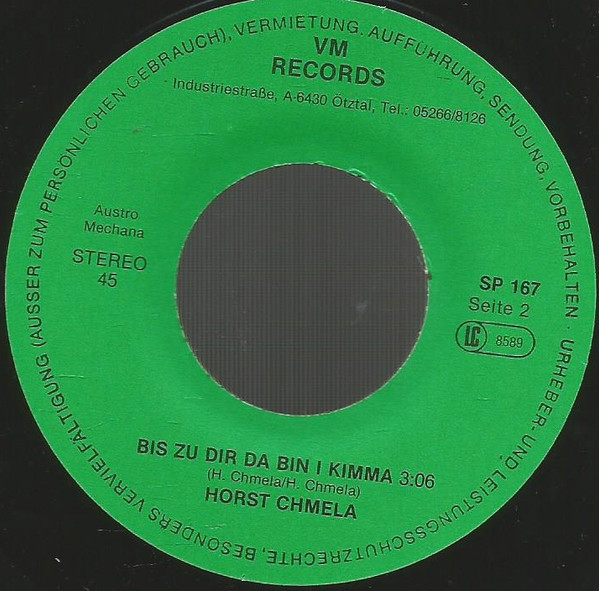 URHEBER- UND LEISTUNGSSCHUTZRECHTE, BESONDERS VERVIELFÄLTIGUNG (AUSSER ZUM PERSÖNLICHEN GEBRAUCH), VERMIETUNG, AUFFÜHRUNG, SENDUNG, VORBEHALTEN ·
VM
RECORDS
Industriestraße, A-6430 Ötztal, Tel.: 05266/8126
Austro
Mechana
STEREO
45
SP 167
Seite 2
LC 8589
BIS ZU DIR DA BIN I KIMMA 3:06
(H. Chmela/H. Chmela)
HORST CHMELA